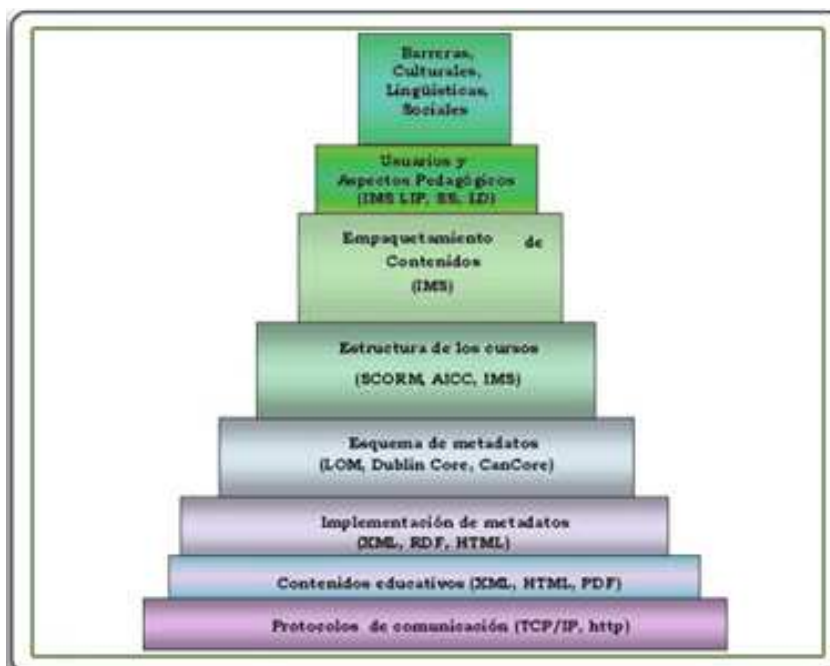 Barreras,
Culturales,
Lingüísticas,
Sociales
Usuarios y
Aspectos Pedagógicos
(IMS LIP, SS, LD)
Empaquetamiento de
Contenidos
(IMS)
Estructura de los cursos
(SCORM, AICC, IMS)
Esquema de metadatos
(LOM, Dublin Core, CanCore)
Implementación de metadatos
(XML, RDF, HTML)
Contenidos educativos (XML, HTML, PDF)
Protocolos de comunicación (TCP/IP, http)